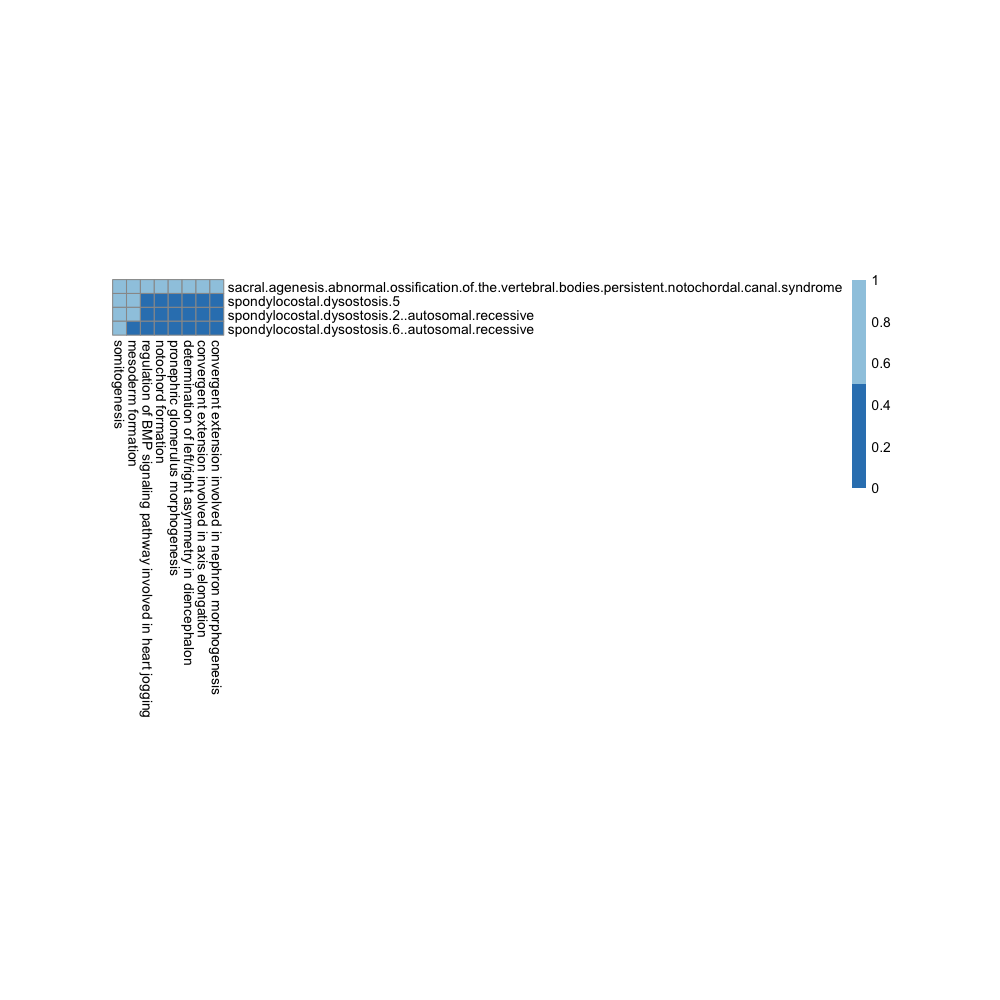 sacral.agenesis.abnormal.ossification.of.the.vertebral.bodies.persistent.notochordal.canal.syndrome
spondylocostal.dysostosis.5
spondylocostal.dysostosis.2..autosomal.recessive
spondylocostal.dysostosis.6..autosomal.recessive
somitogenesis
mesoderm formation
regulation of BMP signaling pathway involved in heart jogging
notochord formation
pronephric glomerulus morphogenesis
determination of left/right asymmetry in diencephalon
convergent extension involved in axis elongation
convergent extension involved in nephron morphogenesis
1
0.8
0.6
0.4
0.2
0